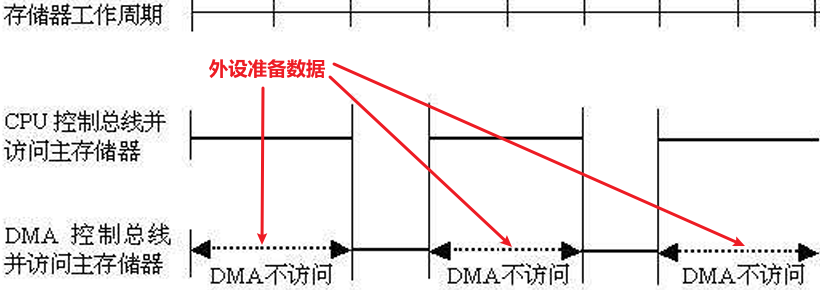 存储器工作周期
外设准备数据
CPU 控制总线并
访问主存储器
DMA 控制总线
并访问主存储器
DMA不访问 DMA不访问 DMA不访问